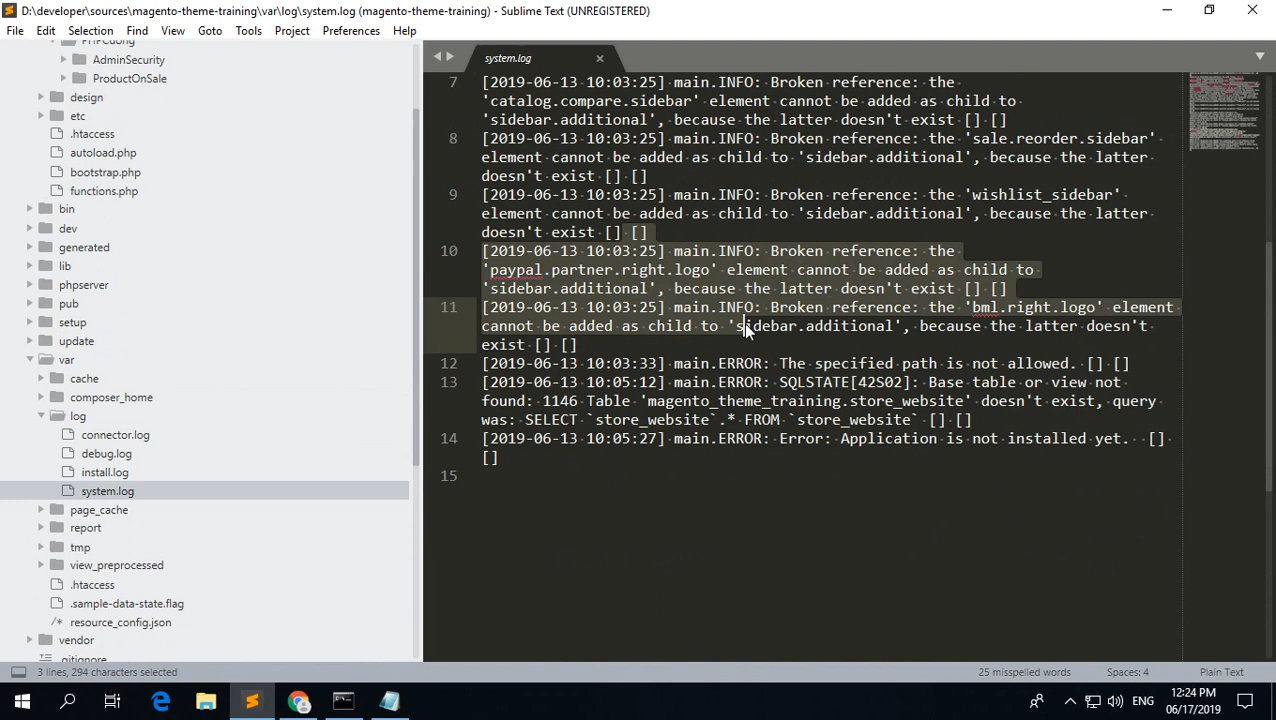 D:\developer\sources\magento-theme-training\var\log\system.log (magento-theme-training) - Sublime Text (UNREGISTERED)
File Edit Selection Find View Goto Tools Project Preferences Help
PHPCuong
AdminSecurity
ProductOnSale
design
etc
.htaccess
autoload.php
bootstrap.php
functions.php
bin
dev
generated
lib
phpserver
pub
setup
update
var
cache
composer_home
log
connector.log
debug.log
install.log
system.log
page_cache
report
tmp
view_preprocessed
.htaccess
.sample-data-state.flag
resource_config.json
vendor
.gitignore
system.log
7 [2019-06-13 10:03:25] main.INFO: Broken reference: the
'catalog.compare.sidebar' element cannot be added as child to
'sidebar.additional', because the latter doesn't exist [] []
8 [2019-06-13 10:03:25] main.INFO: Broken reference: the 'sale.reorder.sidebar'
element cannot be added as child to 'sidebar.additional', because the latter
doesn't exist [] []
9 [2019-06-13 10:03:25] main.INFO: Broken reference: the 'wishlist_sidebar'
element cannot be added as child to 'sidebar.additional', because the latter
doesn't exist [] []
10 [2019-06-13 10:03:25] main.INFO: Broken reference: the
'paypal.partner.right.logo' element cannot be added as child to
'sidebar.additional', because the latter doesn't exist [] []
11 [2019-06-13 10:03:25] main.INFO: Broken reference: the 'bml.right.logo' element
cannot be added as child to 'sidebar.additional', because the latter doesn't
exist [] []
12 [2019-06-13 10:03:33] main.ERROR: The specified path is not allowed. [] []
13 [2019-06-13 10:05:12] main.ERROR: SQLSTATE[42S02]: Base table or view not
found: 1146 Table 'magento_theme_training.store_website' doesn't exist, query
was: SELECT `store_website`.* FROM `store_website` [] []
14 [2019-06-13 10:05:27] main.ERROR: Error: Application is not installed yet.  []
[]
15
3 lines, 294 characters selected
25 misspelled words
Spaces: 4
Plain Text
ENG
12:24 PM
06/17/2019